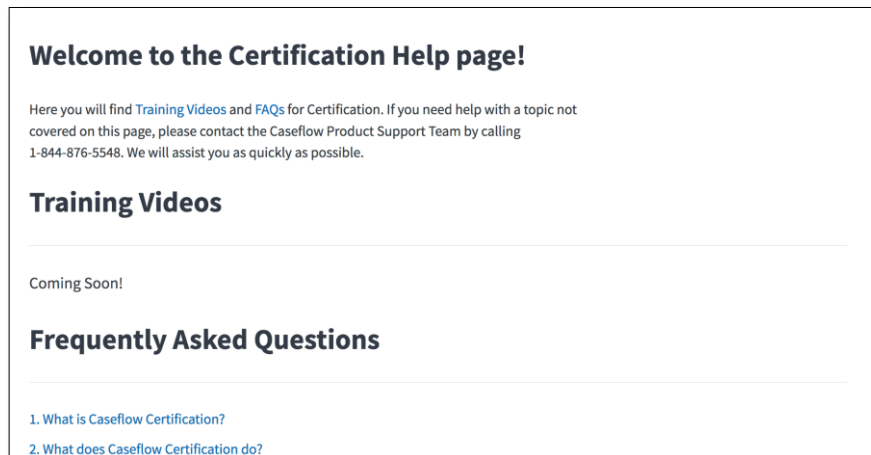 Welcome to the Certification Help page!
Here you will find Training Videos and FAQs for Certification. If you need help with a topic not
covered on this page, please contact the Caseflow Product Support Team by calling
1-844-876-5548. We will assist you as quickly as possible.
Training Videos
Coming Soon!
Frequently Asked Questions
1. What is Caseflow Certification?
2. What does Caseflow Certification do?